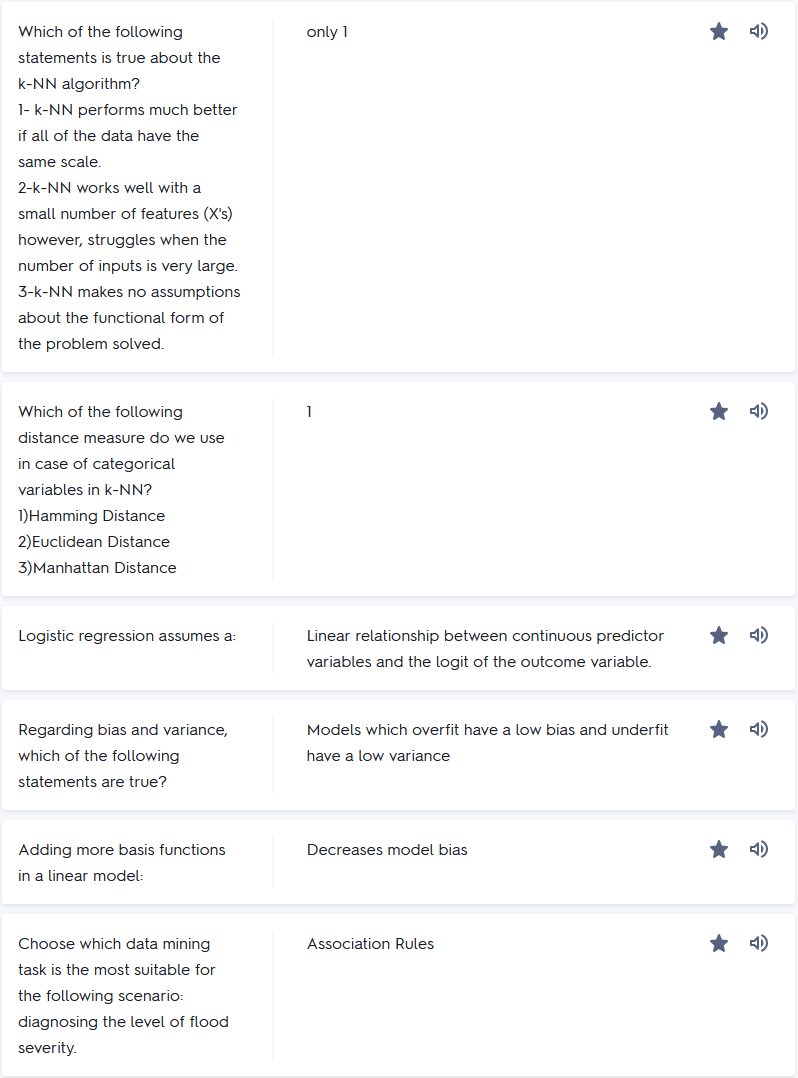 Which of the following
statements is true about the
k-NN algorithm?
1- k-NN performs much better
if all of the data have the
same scale.
2-k-NN works well with a
small number of features (X's)
however, struggles when the
number of inputs is very large.
3-k-NN makes no assumptions
about the functional form of
the problem solved.
only 1
Which of the following
distance measure do we use
in case of categorical
variables in k-NN?
1)Hamming Distance
2)Euclidean Distance
3)Manhattan Distance
1
Logistic regression assumes a:
Linear relationship between continuous predictor
variables and the logit of the outcome variable.
Regarding bias and variance,
which of the following
statements are true?
Models which overfit have a low bias and underfit
have a low variance
Adding more basis functions
in a linear model:
Decreases model bias
Choose which data mining
task is the most suitable for
the following scenario:
diagnosing the level of flood
severity.
Association Rules